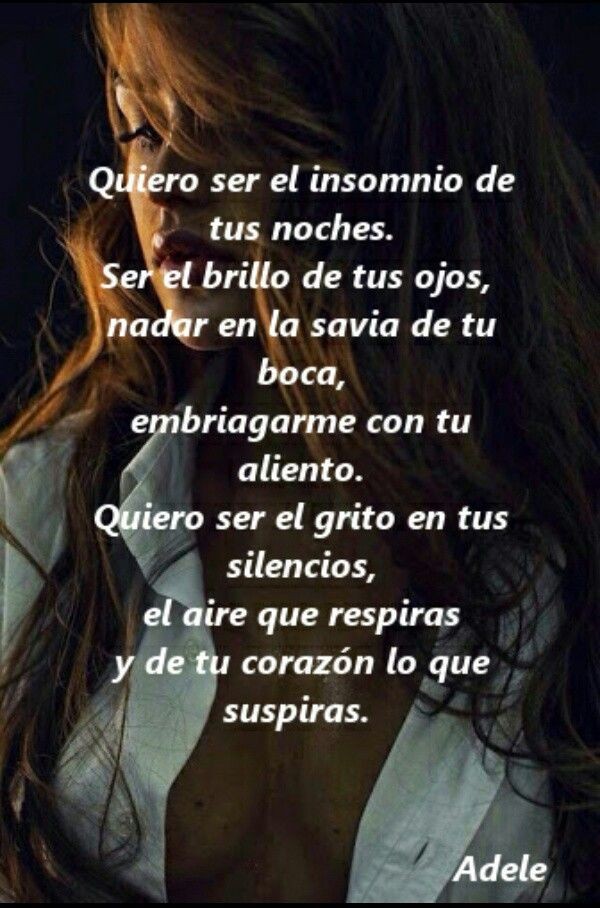 Quiero ser el insomnio de
tus noches.
Ser el brillo de tus ojos,
nadar en la savia de tu
boca,
embriagarme con tu
aliento.
Quiero ser el grito en tus
silencios,
el aire que respiras
y de tu corazón lo que
suspiras.
Adele